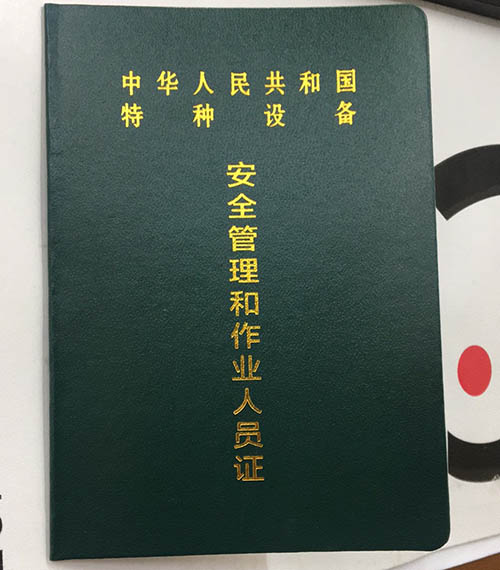 中华人民共和国
特种设备
安全管理和作业人员证